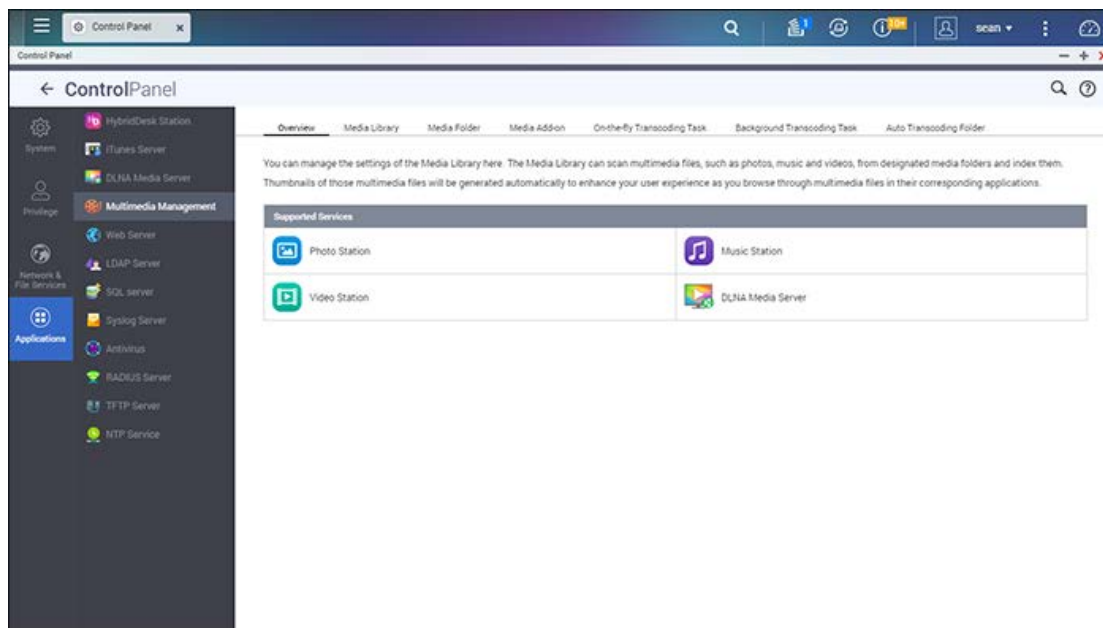 Control Panel x
1
10+
sean
Control Panel
ControlPanel
System
Privilege
Network &
File Services
Applications
HybridDesk Station
iTunes Server
DLNA Media Server
Multimedia Management
Web Server
LDAP Server
SQL server
Syslog Server
Antivirus
RADIUS Server
TFTP Server
NTP Service
Overview Media Library Media Folder Media Add-on On-the-fly Transcoding Task Background Transcoding Task Auto Transcoding Folder
You can manage the settings of the Media Library here. The Media Library can scan multimedia files, such as photos, music and videos, from designated media folders and index them.
Thumbnails of those multimedia files will be generated automatically to enhance your user experience as you browse through multimedia files in their corresponding applications.
Supported Services
Photo Station Music Station
Video Station DLNA Media Server